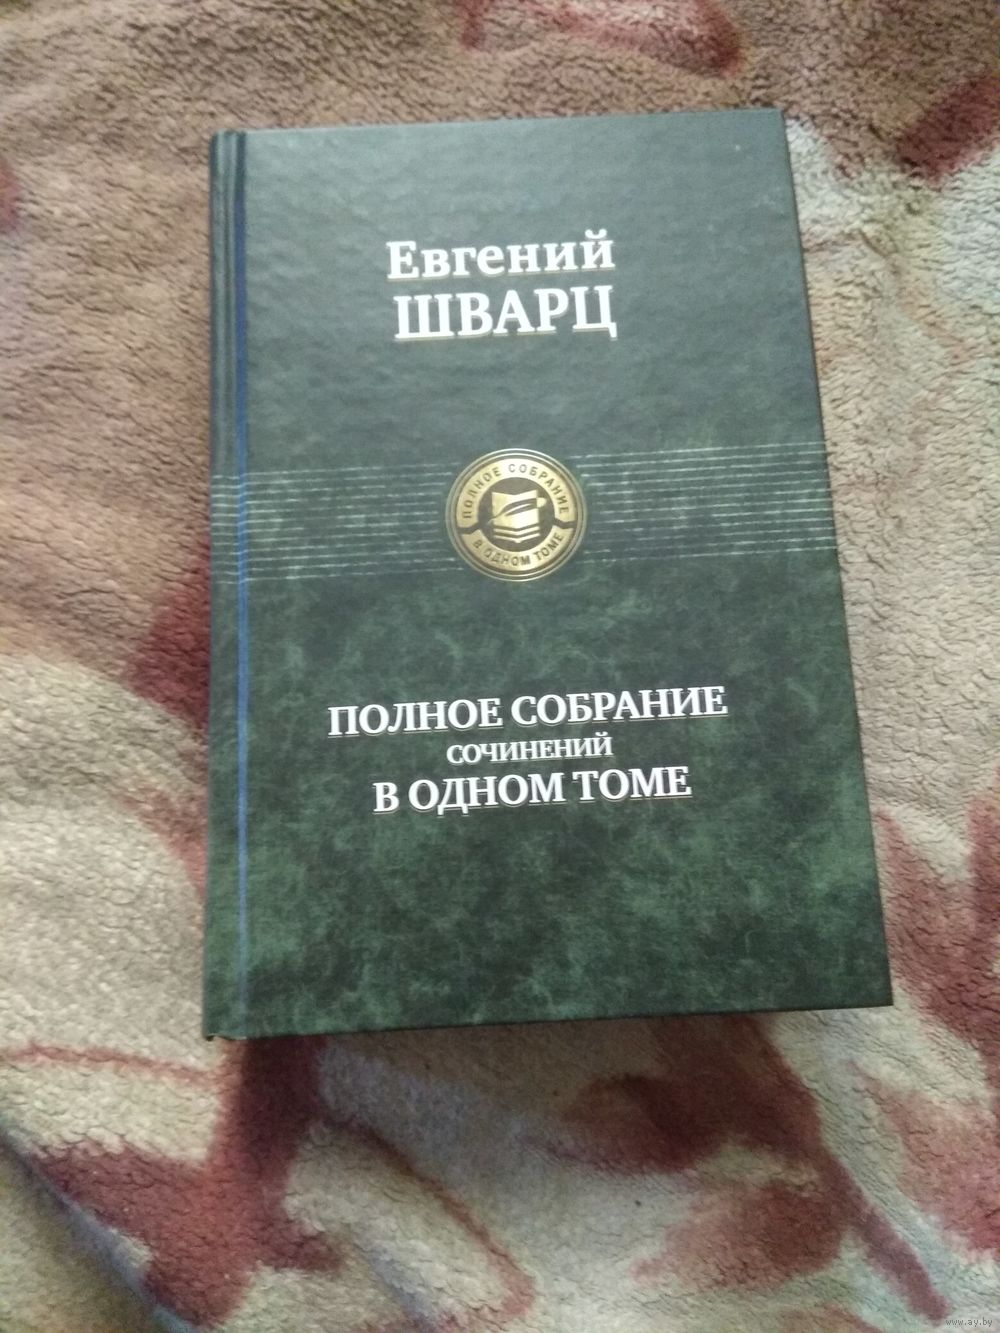 Евгений
ШВАРЦ
ПОЛНОЕ СОБРАНИЕ
В ОДНОМ ТОМЕ
ПОЛНОЕ СОБРАНИЕ
СОЧИНЕНИЙ
В ОДНОМ ТОМЕ
www.ay.by